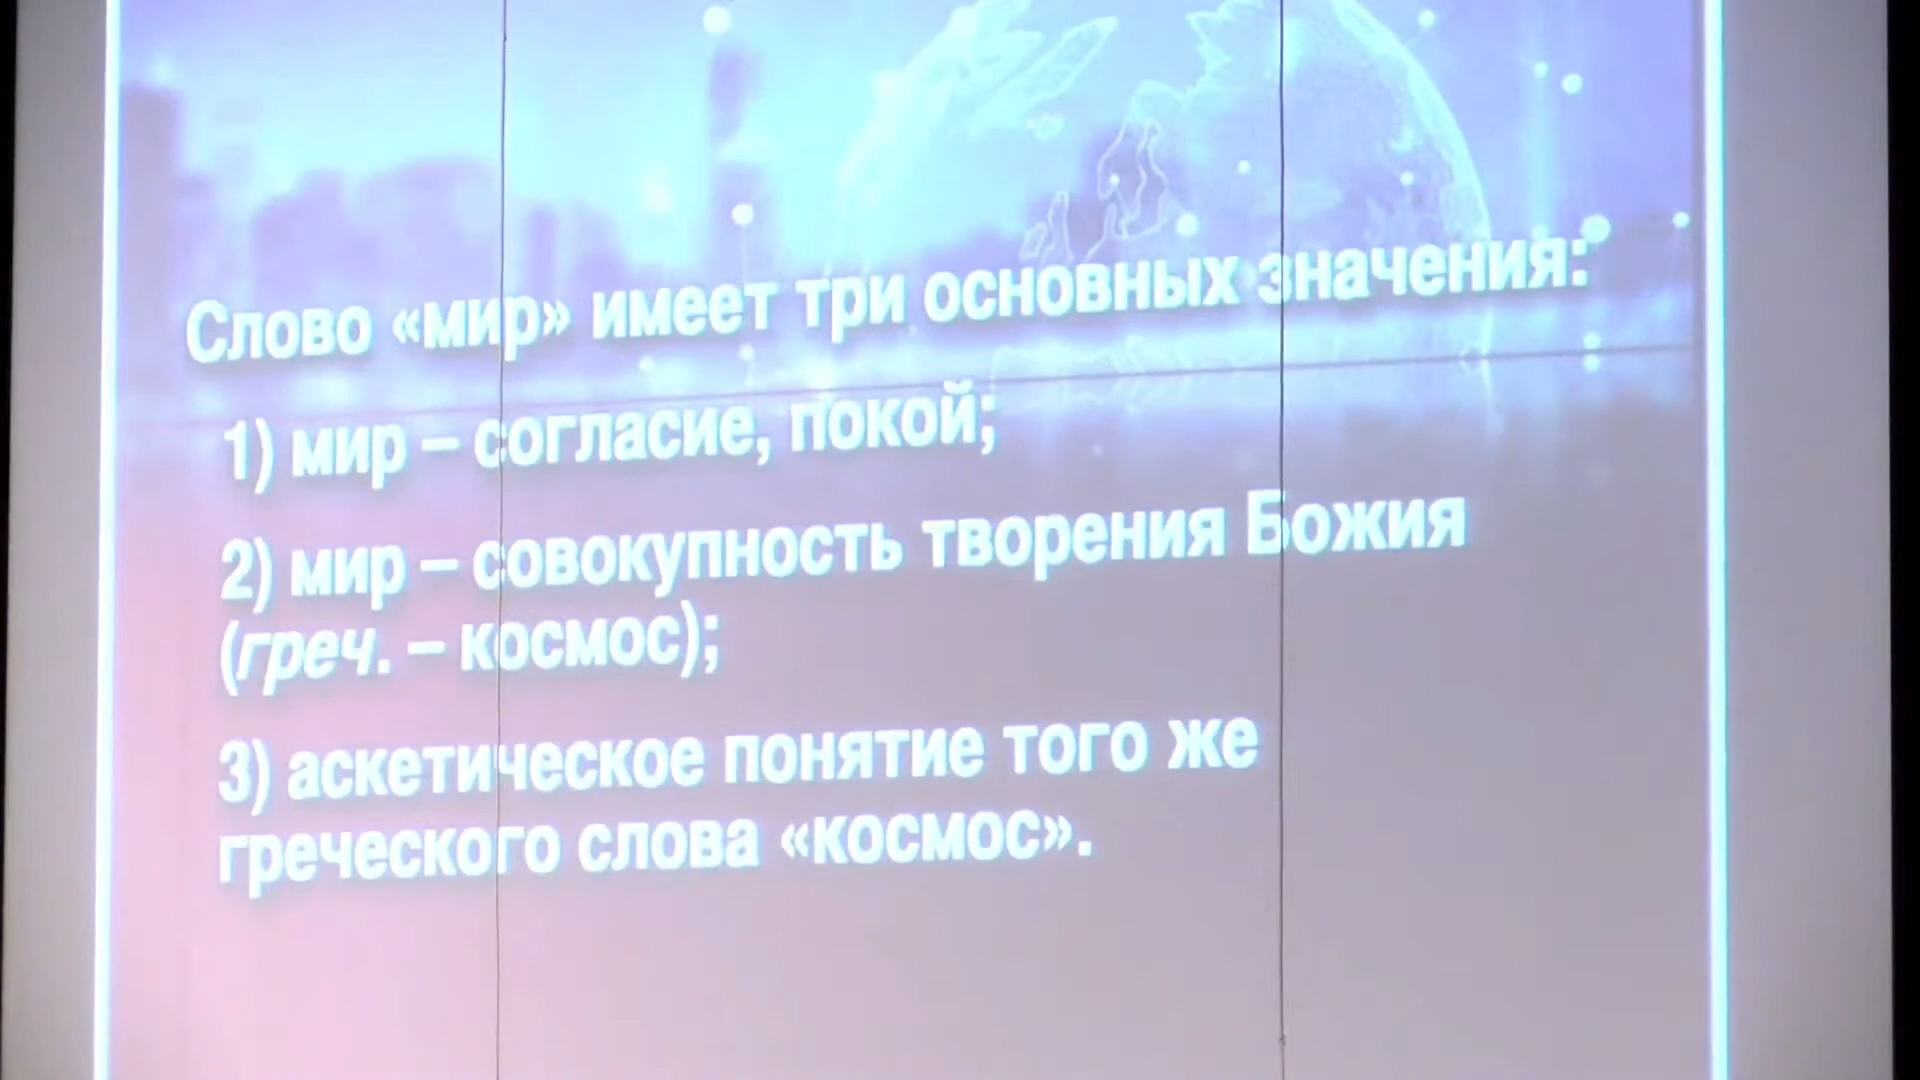 Слово «мир» имеет три основных значения:
1) мир – согласие, покой;
2) мир – совокупность творения Божия
(греч. – космос);
3) аскетическое понятие того же
греческого слова «космос».